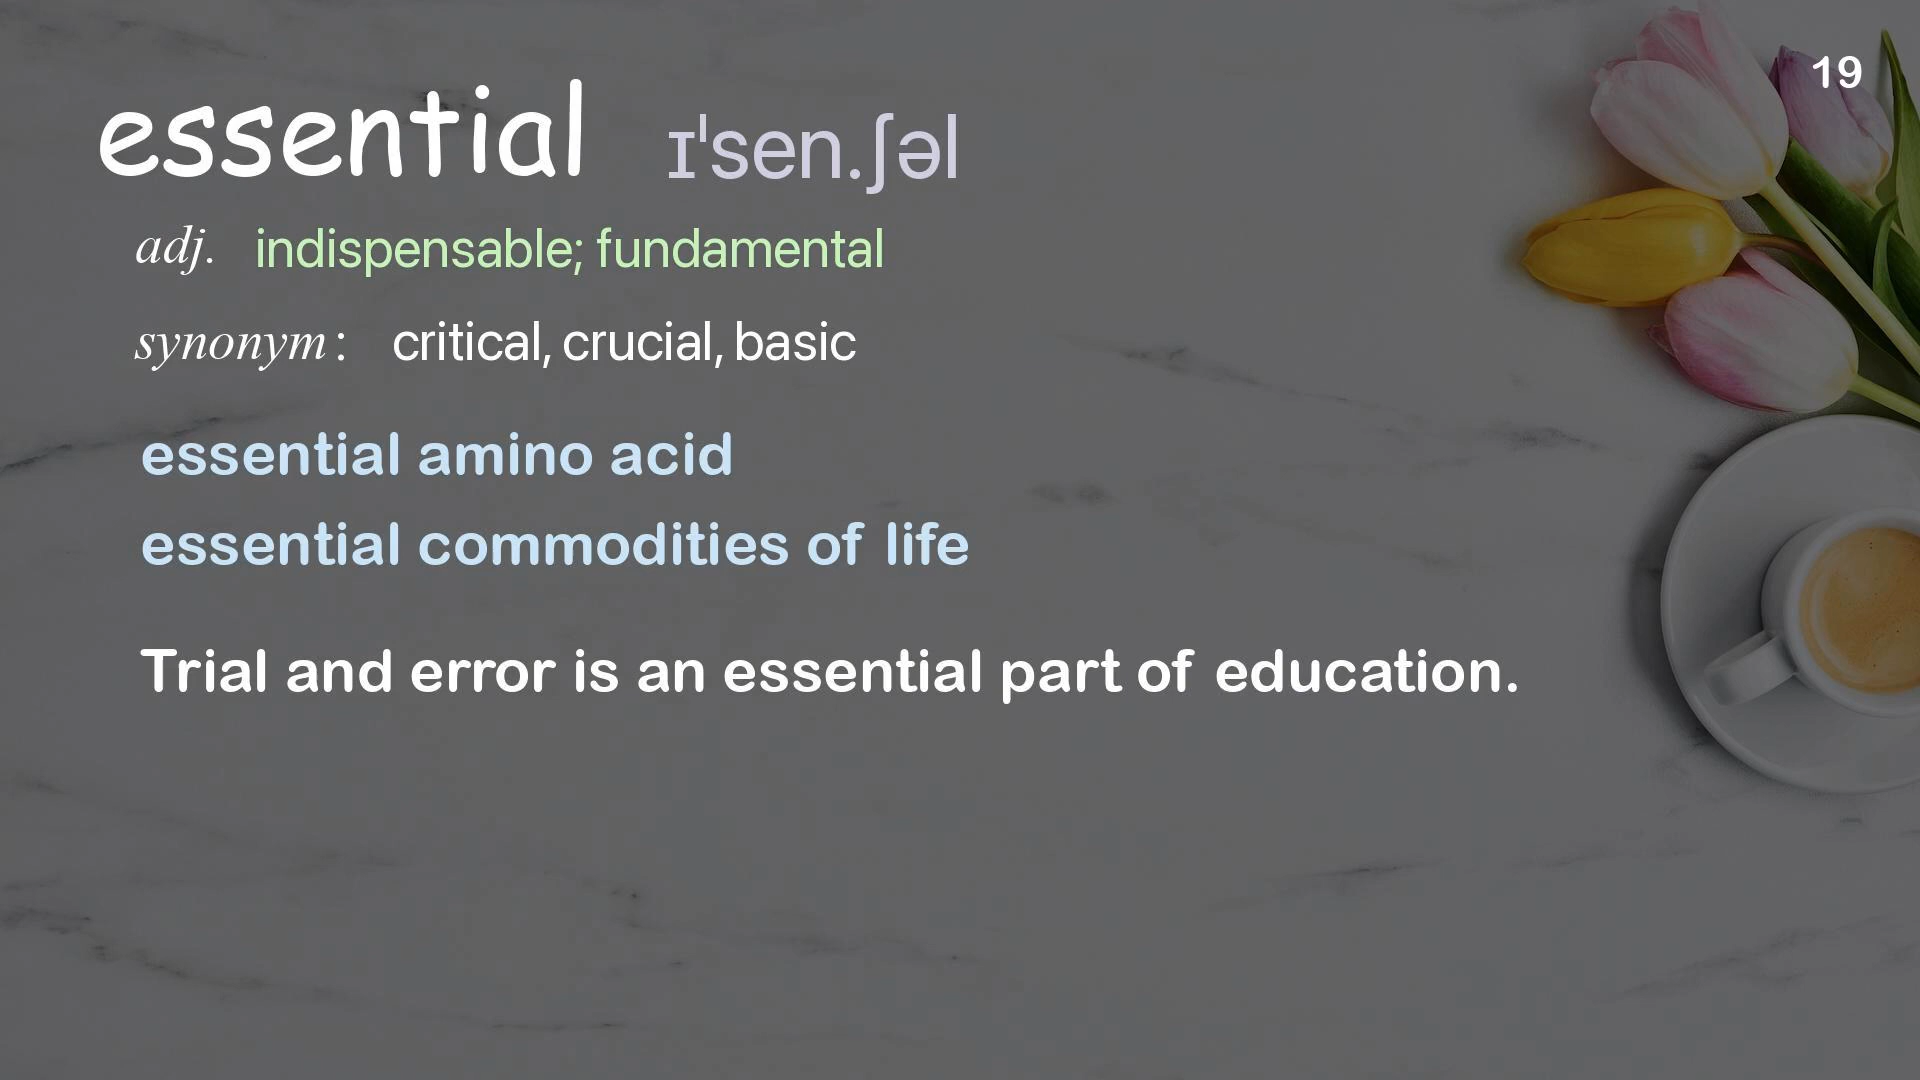 19
essential ɪˈsen.ʃəl
adj. indispensable; fundamental
synonym: critical, crucial, basic
essential amino acid
essential commodities of life
Trial and error is an essential part of education.